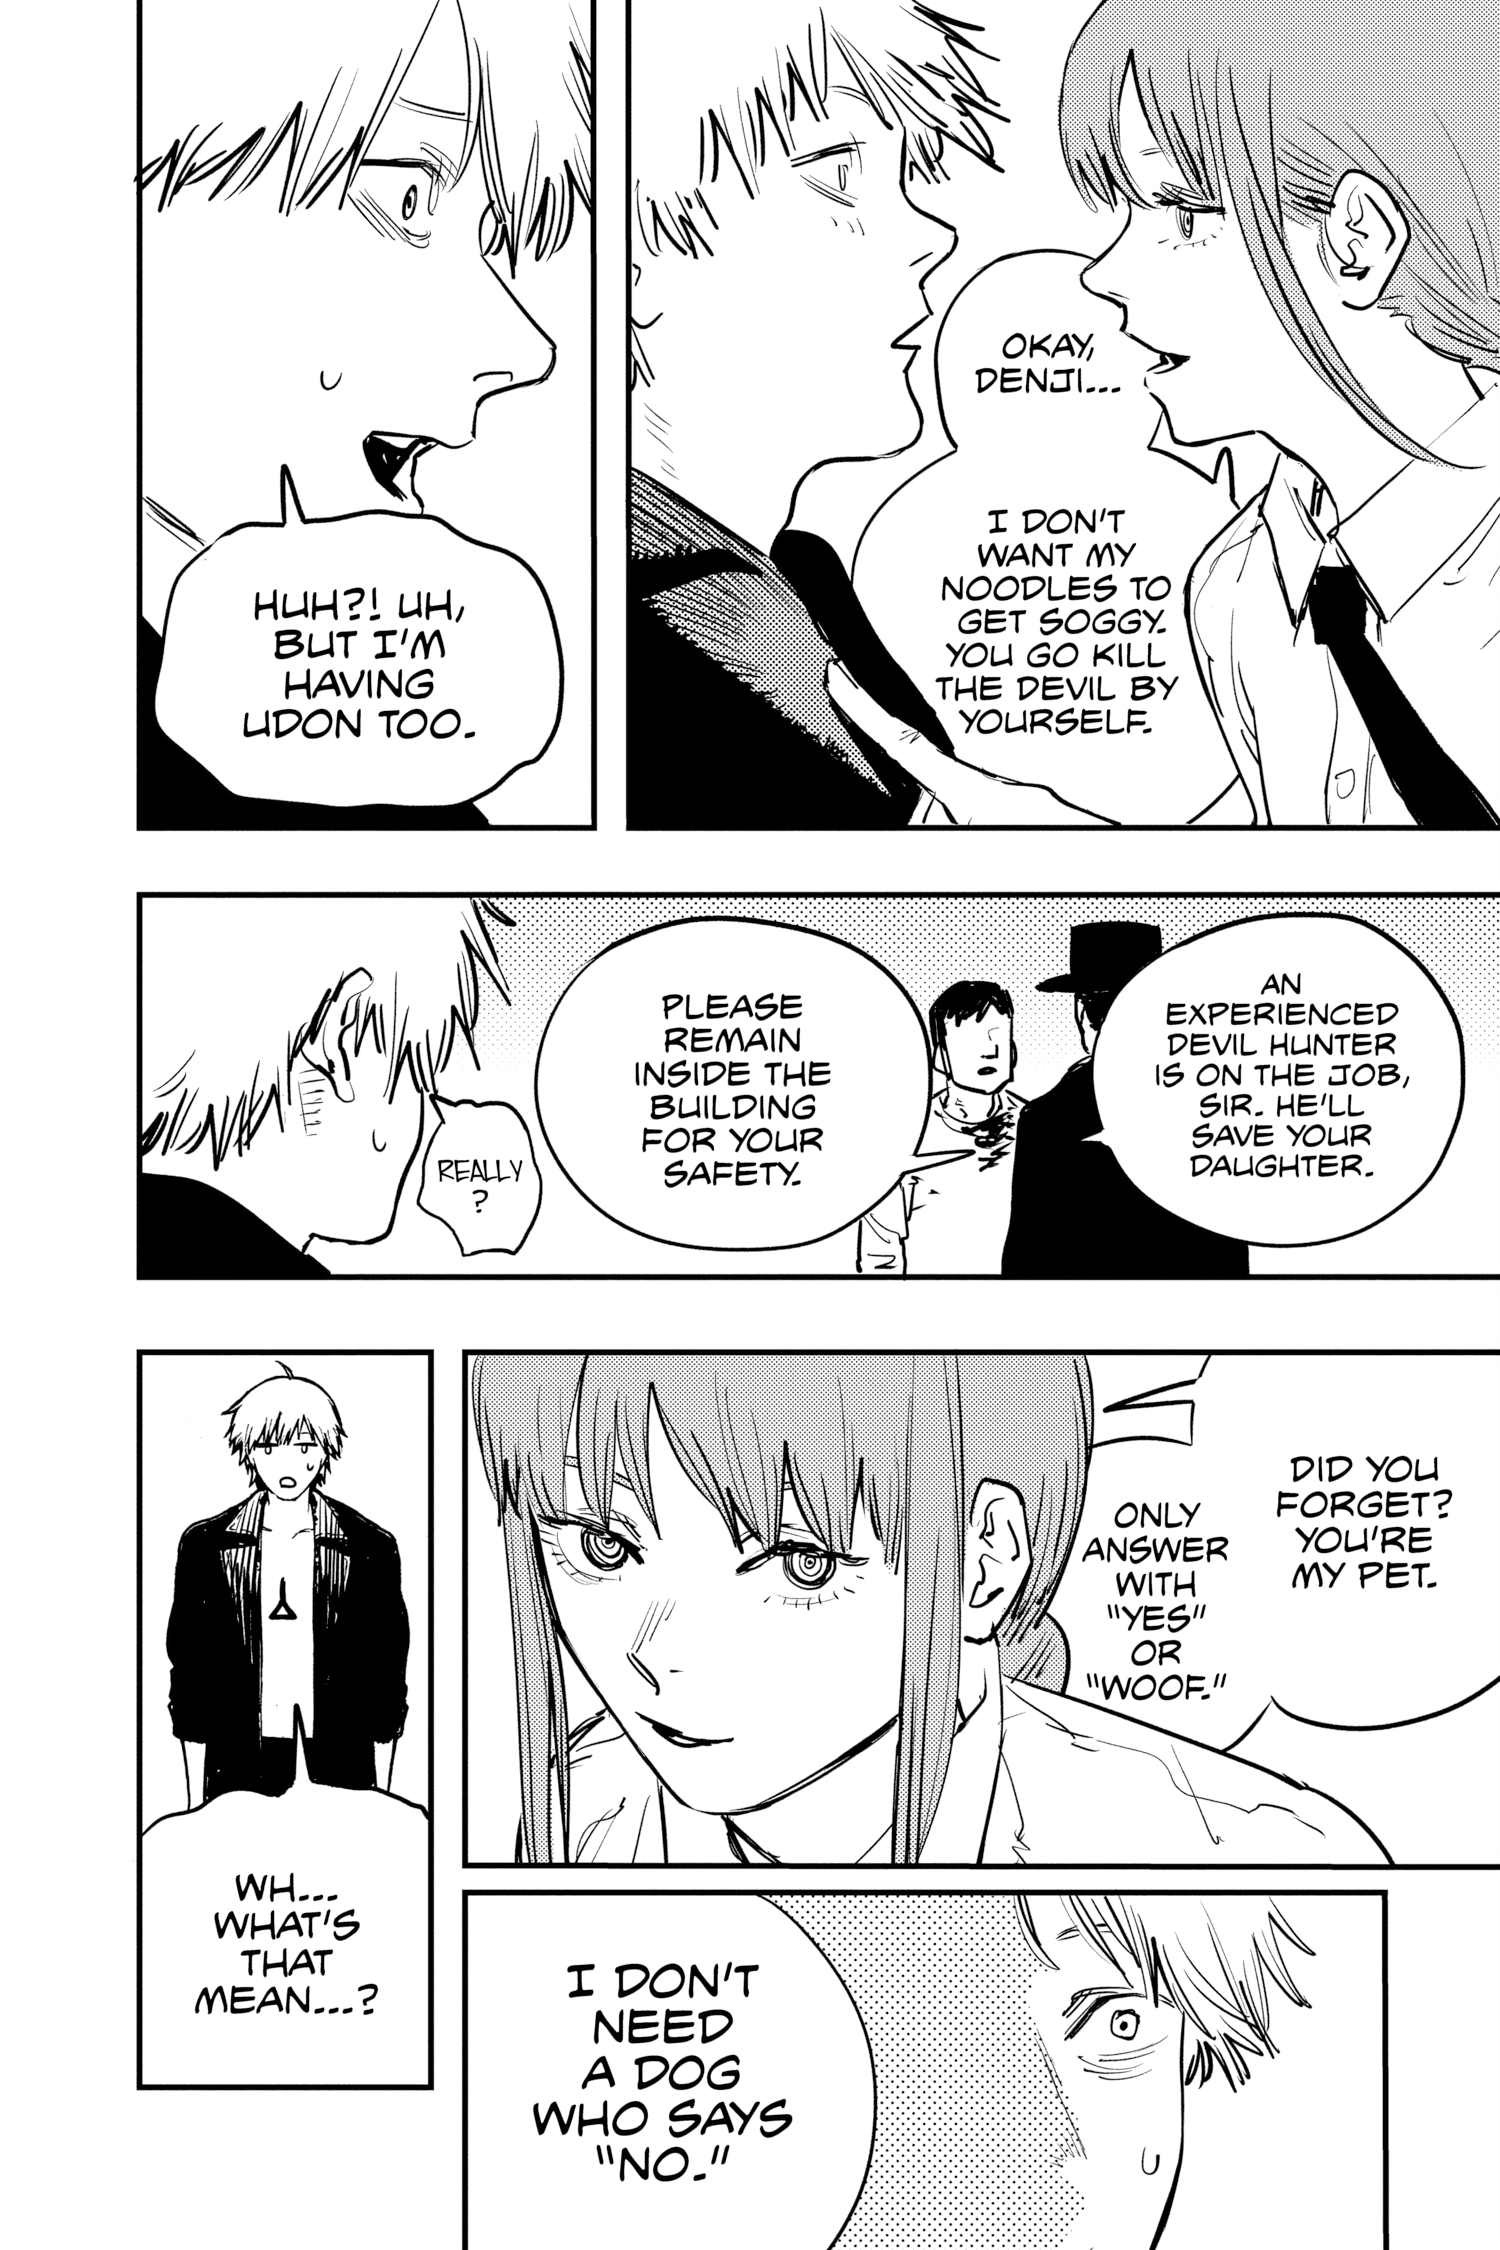 OKAY,
DENJI...
I DON'T
WANT MY
NOODLES TO
GET SOGGY.
YOU GO KILL
THE DEVIL BY
YOURSELF.
HUH?! UH,
BUT I'M
HAVING
UDON TOO.
AN
EXPERIENCED
DEVIL HUNTER
IS ON THE JOB,
SIR. HE'LL
SAVE YOUR
DAUGHTER.
PLEASE
REMAIN
INSIDE THE
BUILDING
FOR YOUR
SAFETY.
REALLY
?
DID YOU
FORGET?
YOU'RE
MY PET.
ONLY
ANSWER
WITH
"YES"
OR
"WOOF."
WH...
WHAT'S
THAT
MEAN...?
I DON'T
NEED
A DOG
WHO SAYS
"NO."